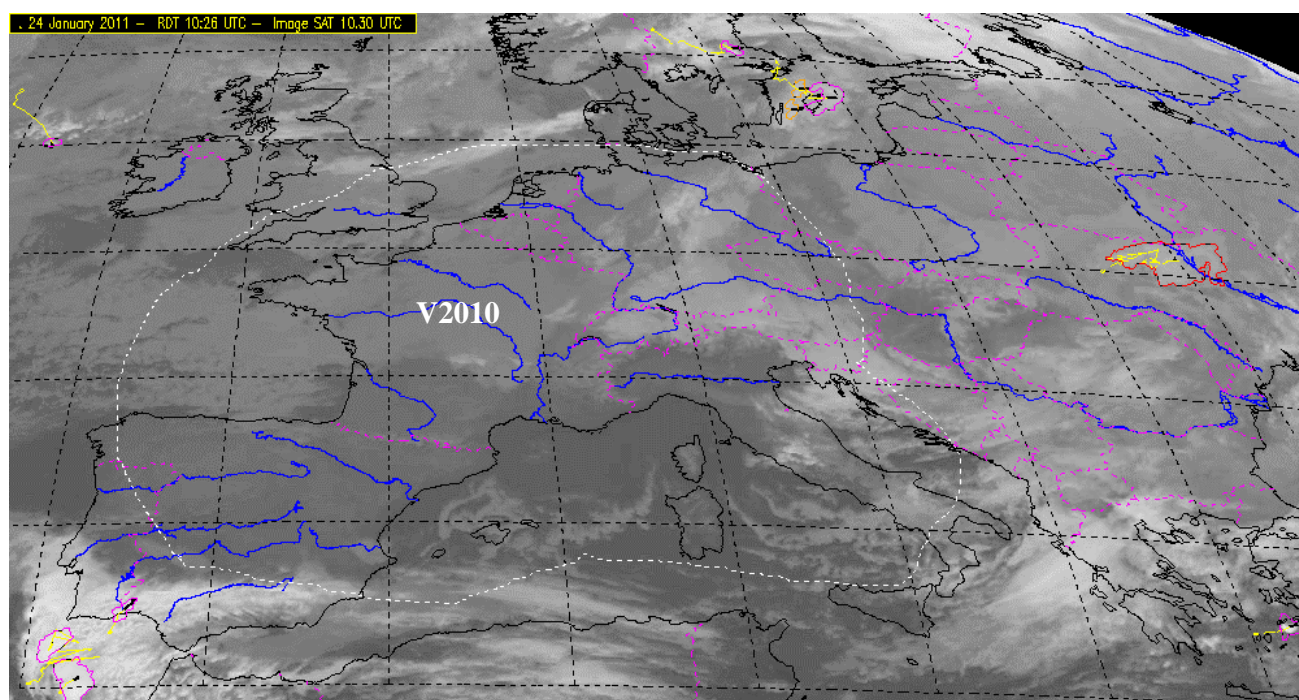 . 24 January 2011 – RDT 10:26 UTC – Image SAT 10.30 UTC
V2010